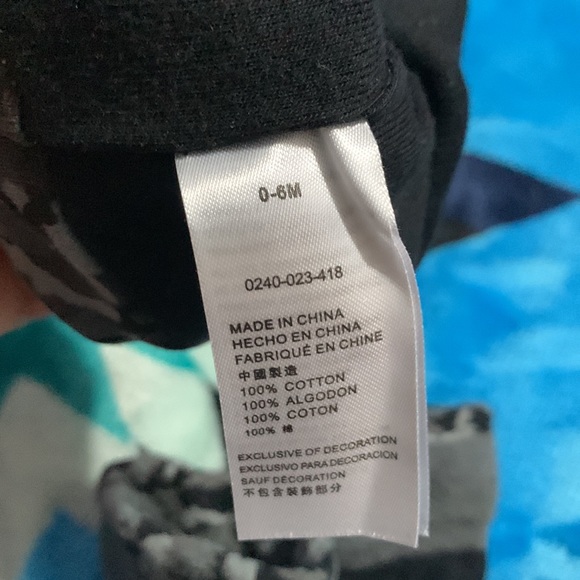 0-6M
0240-023-418
MADE IN CHINA
HECHO EN CHINA
FABRIQUÉ EN CHINE
中國製造
100% COTTON
100% ALGODON
100% COTON
100% 棉
EXCLUSIVE OF DECORATION
EXCLUSIVO PARA DECORACION
SAUF DÉCORATION
不包含裝飾部分